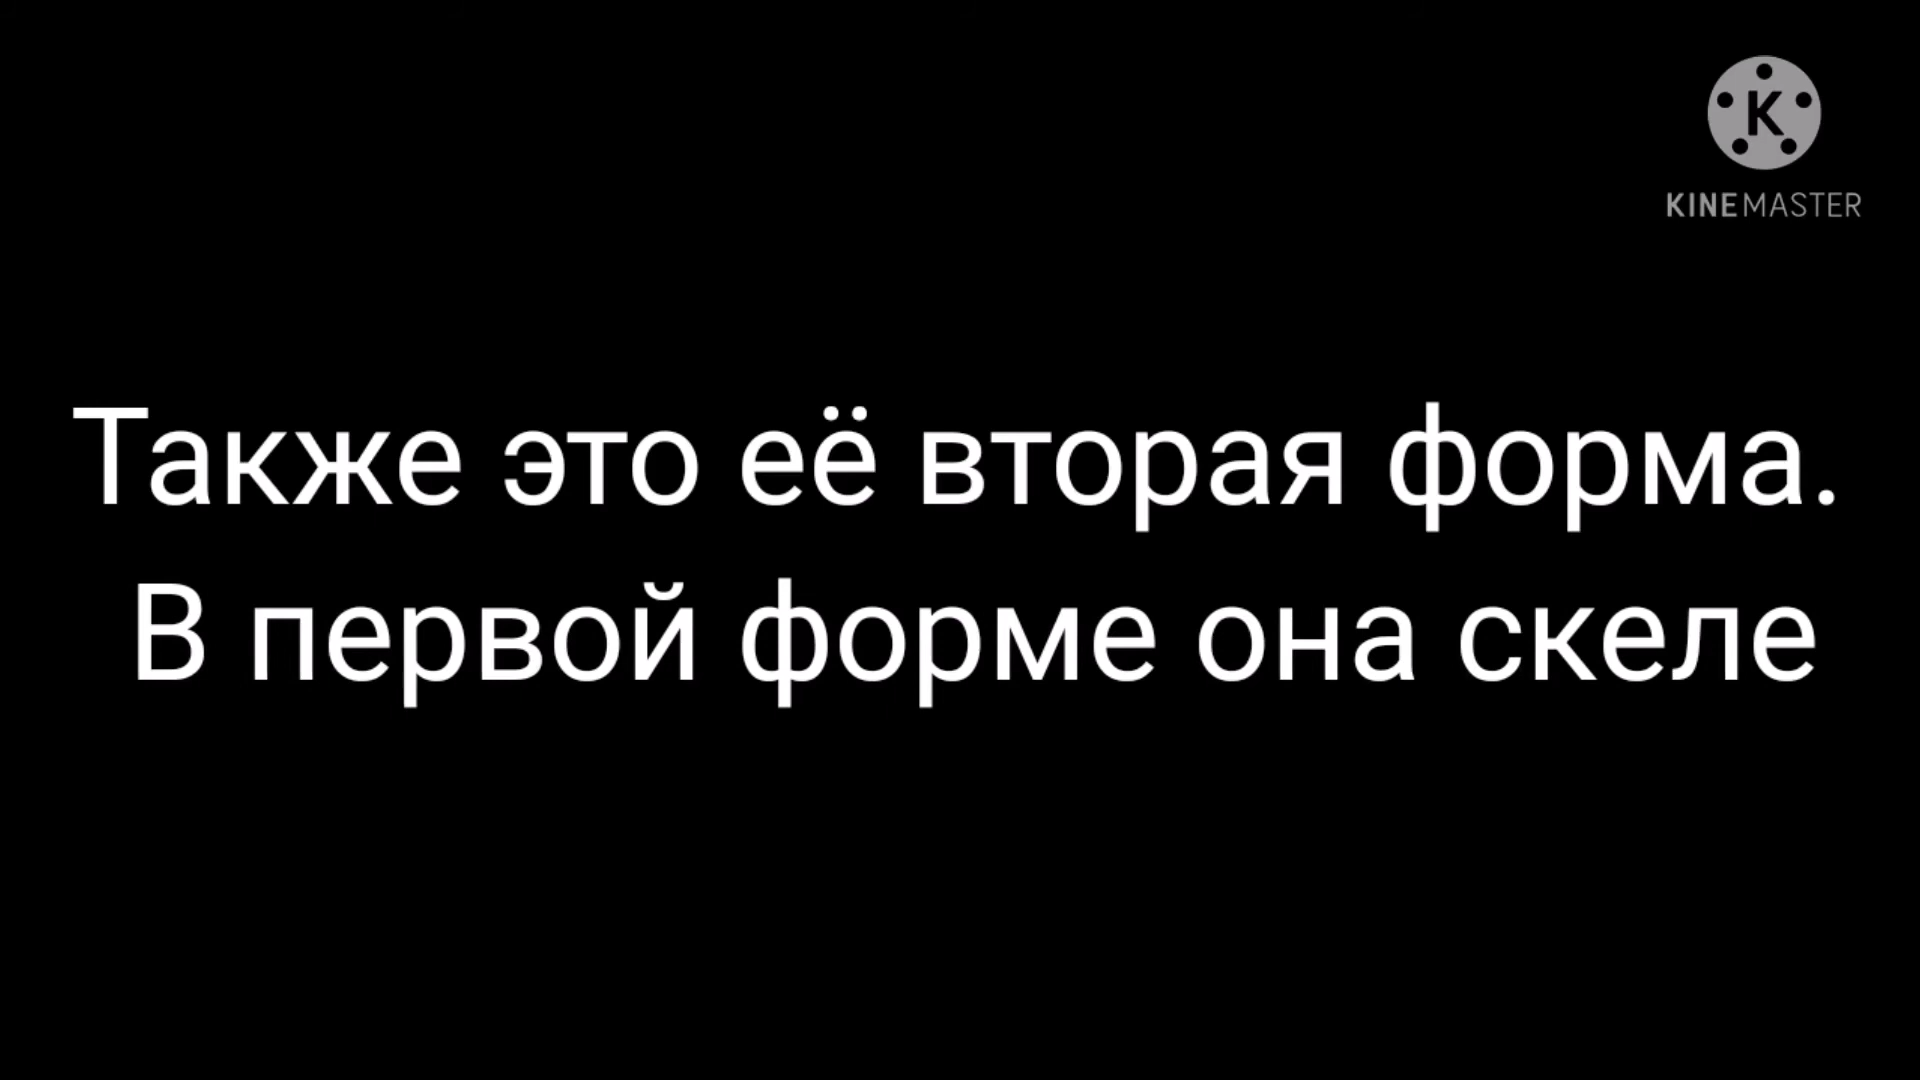 K
KINEMASTER
Также это её вторая форма.
В первой форме она скеле